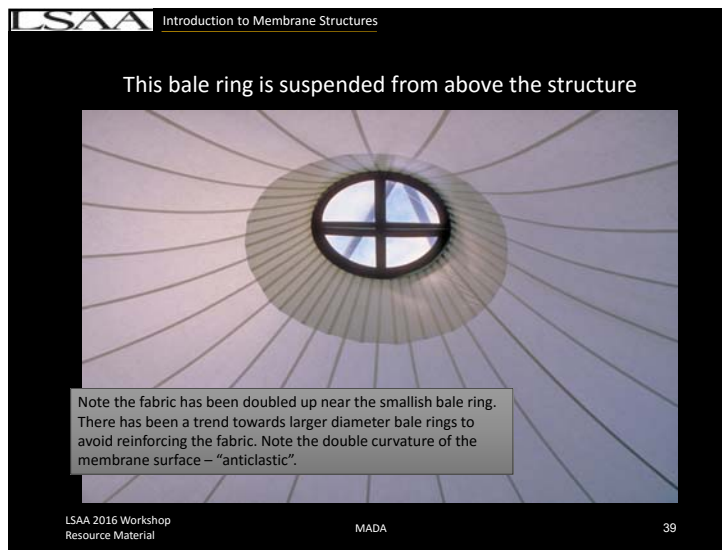 LSAA Introduction to Membrane Structures
This bale ring is suspended from above the structure
Note the fabric has been doubled up near the smallish bale ring.
There has been a trend towards larger diameter bale rings to
avoid reinforcing the fabric. Note the double curvature of the
membrane surface – “anticlastic”.
LSAA 2016 Workshop
Resource Material
MADA
39